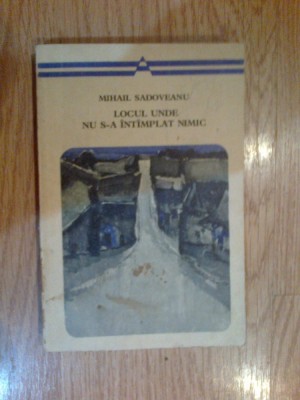 MIHAIL SADOVEANU
LOCUL UNDE
NU S-A ÎNTÎMPLAT NIMIC